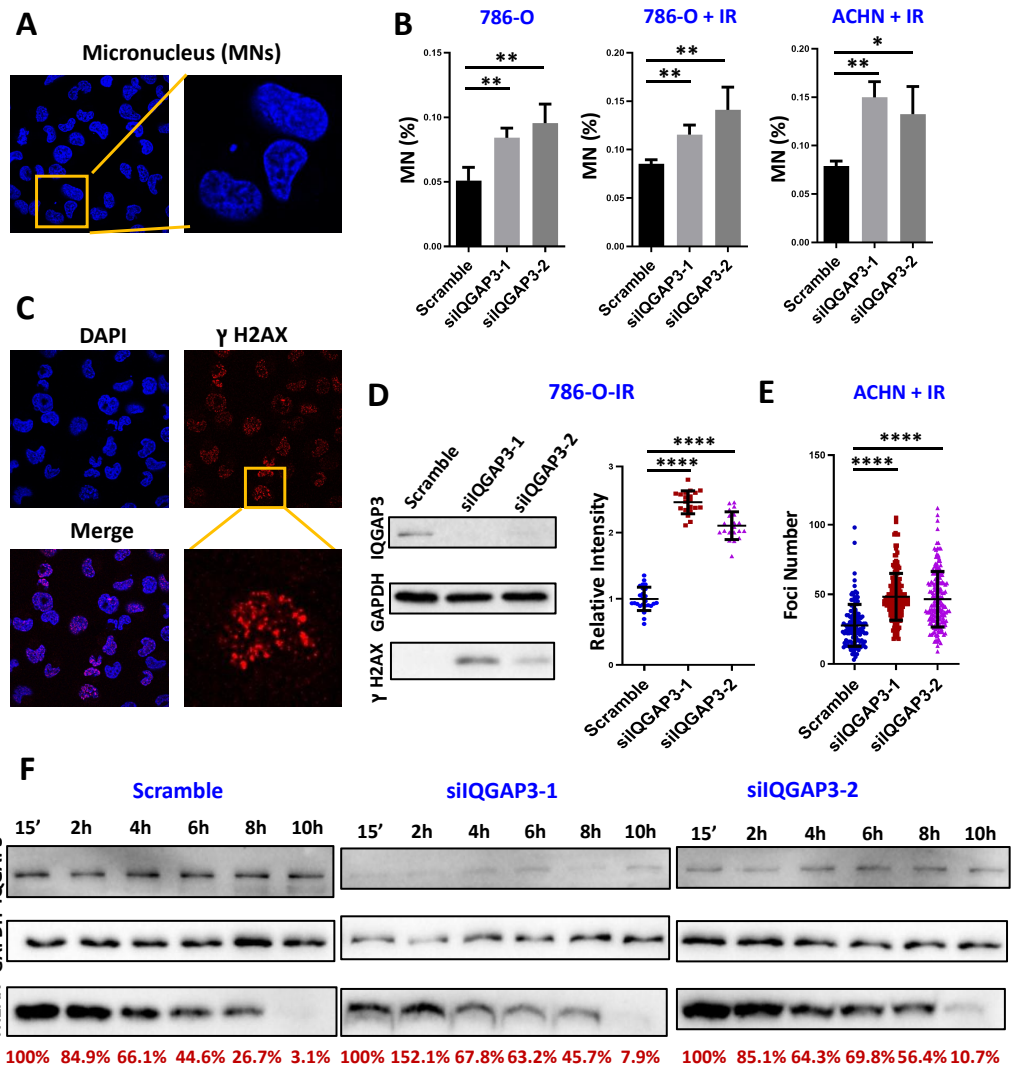 A
Micronucleus (MNs)
B
786-O
786-O + IR
ACHN + IR
MN (%)
0.15
0.10
0.05
0.00
**
**
Scramble
siIQGAP3-1
siIQGAP3-2
MN (%)
0.20
0.15
0.10
0.05
0.00
**
**
Scramble
siIQGAP3-1
siIQGAP3-2
MN (%)
0.20
0.15
0.10
0.05
0.00
*
**
Scramble
siIQGAP3-1
siIQGAP3-2
C
DAPI
γ H2AX
Merge
D
786-O-IR
Scramble
siIQGAP3-1
siIQGAP3-2
IQGAP3
GAPDH
γ H2AX
Relative Intensity
3
2
1
0
****
****
Scramble
siIQGAP3-1
siIQGAP3-2
E
ACHN + IR
Foci Number
150
100
50
0
****
****
Scramble
siIQGAP3-1
siIQGAP3-2
F
Scramble
siIQGAP3-1
siIQGAP3-2
15’ 2h 4h 6h 8h 10h
15’ 2h 4h 6h 8h 10h
15’ 2h 4h 6h 8h 10h
100% 84.9% 66.1% 44.6% 26.7% 3.1%
100% 152.1% 67.8% 63.2% 45.7% 7.9%
100% 85.1% 64.3% 69.8% 56.4% 10.7%